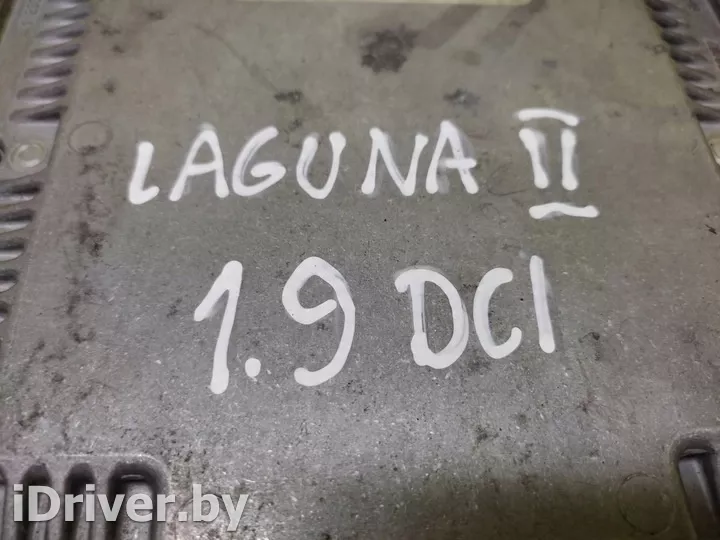 LAGUNA II
1.9 DCI
iDriver.by